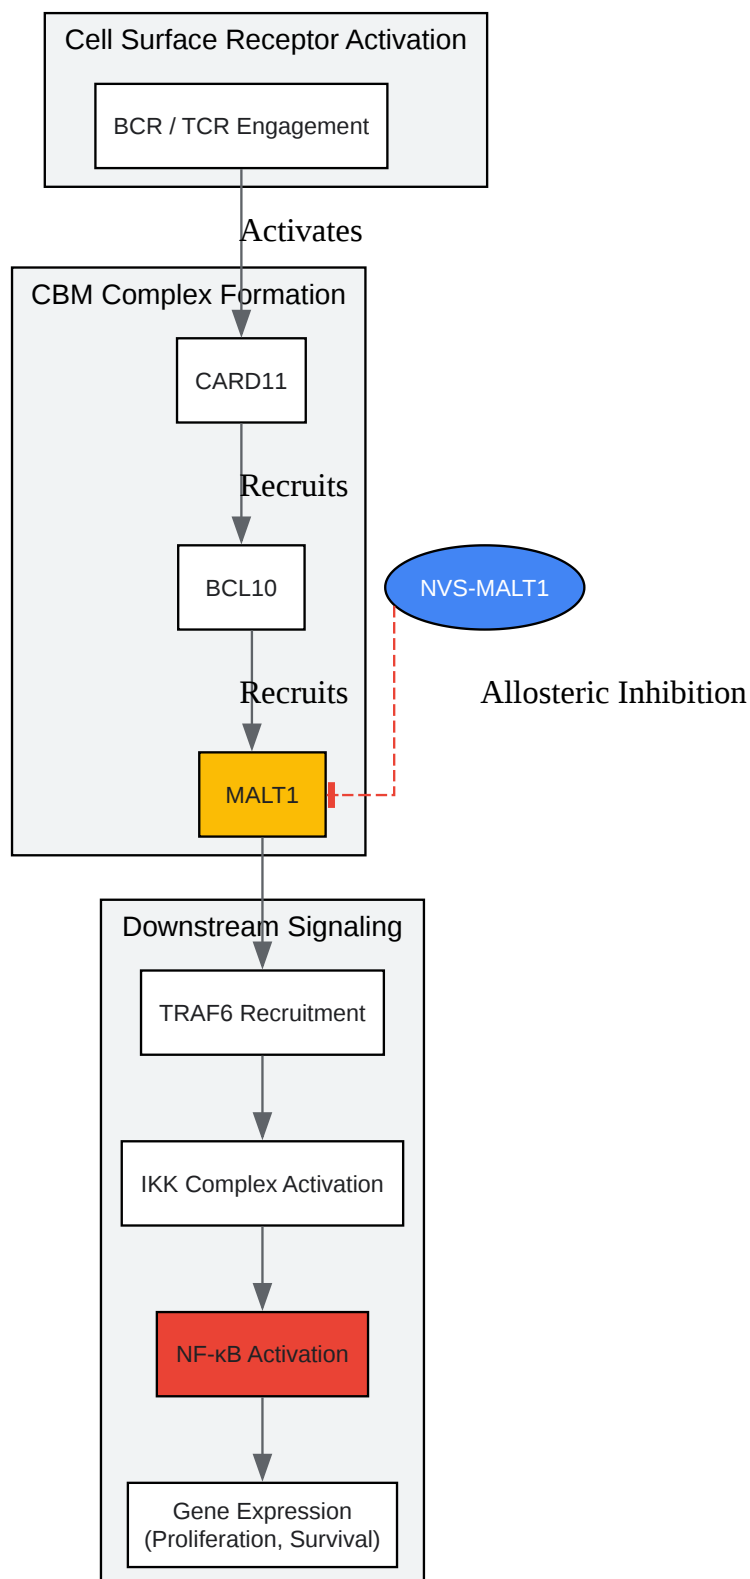 Cell Surface Receptor Activation
BCR / TCR Engagement
Activates
CBM Complex Formation
CARD11
Recruits
BCL10
NVS-MALT1
Recruits
Allosteric Inhibition
MALT1
Downstream Signaling
TRAF6 Recruitment
IKK Complex Activation
NF-κB Activation
Gene Expression
(Proliferation, Survival)